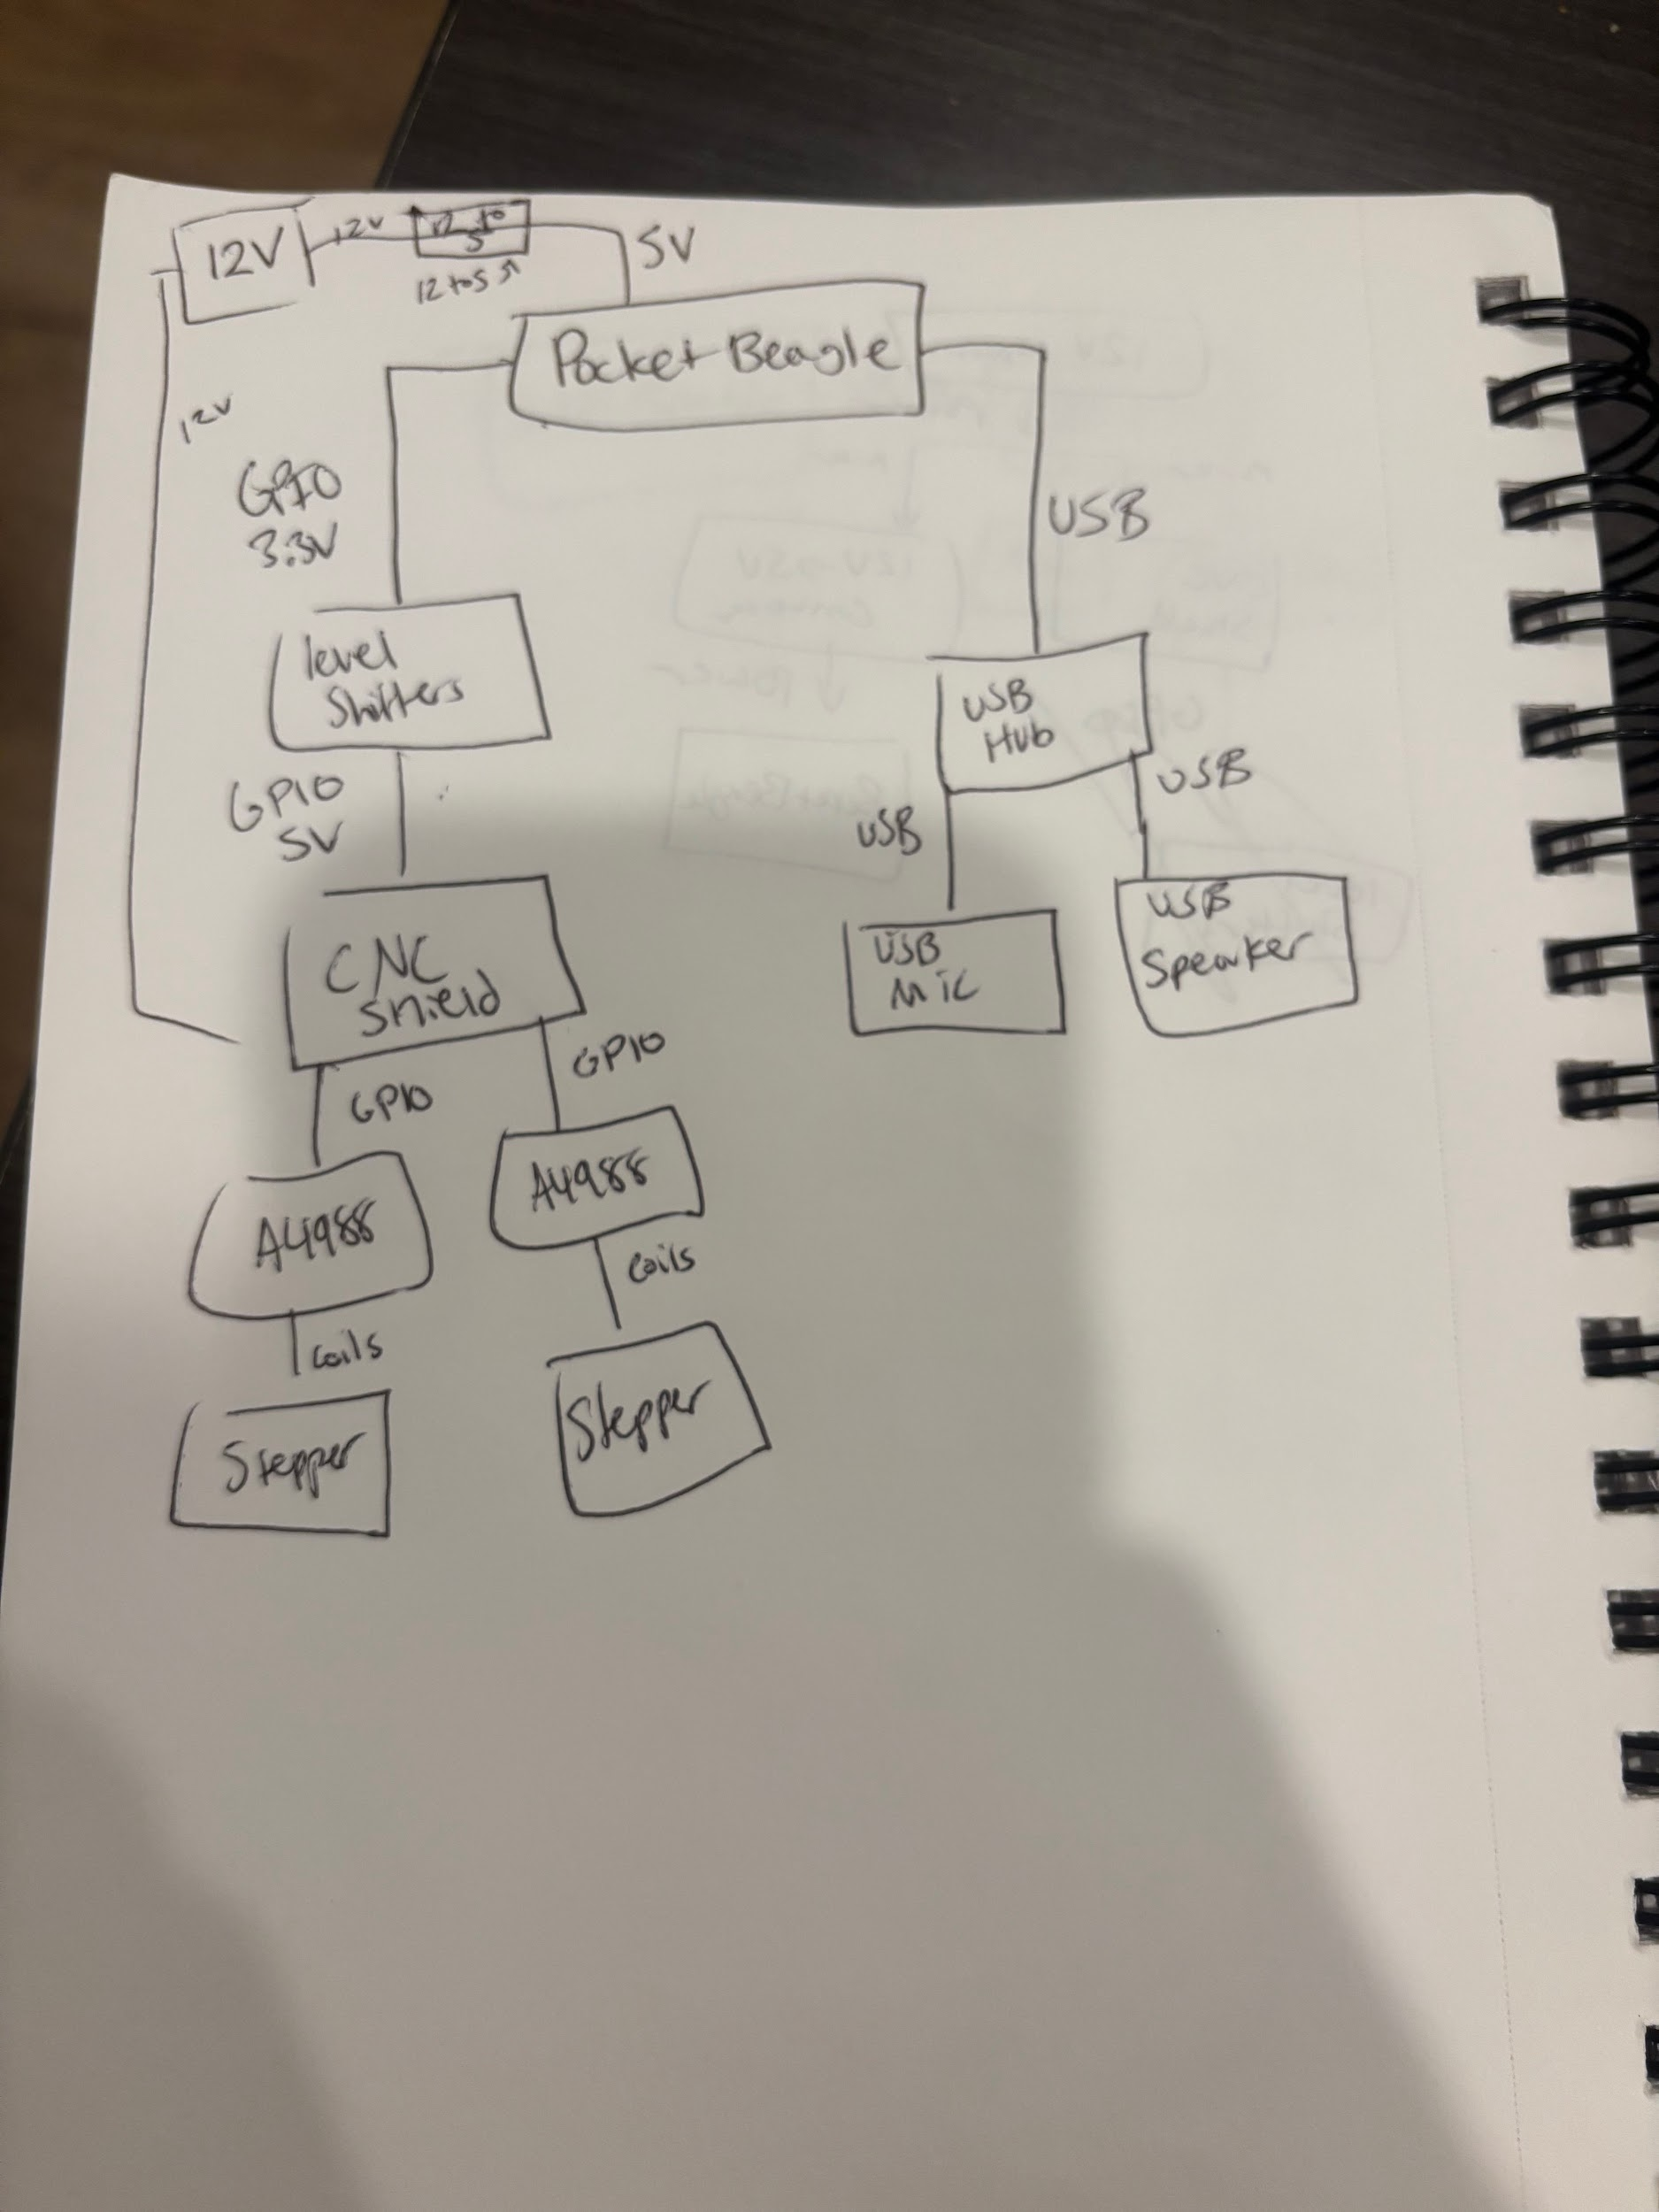 12V
12V
12 to
5
12 to 5
5V
Pocket Beagle
12V
GPIO
3.3V
USB
level
Shifters
USB
Hub
GPIO
5V
USB
USB
CNC
Shield
USB
Mic
USB
Speaker
GPIO
GPIO
A4988
A4988
Coils
Coils
Stepper
Stepper